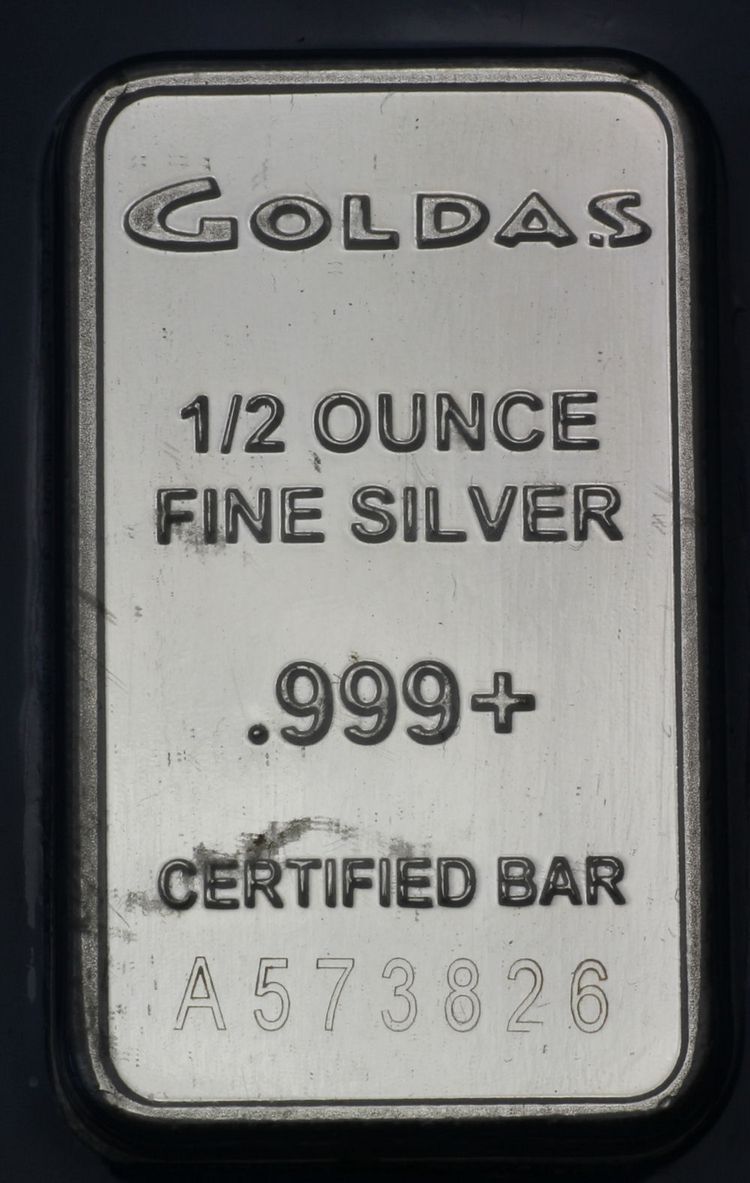 GOLDAS
1/2 OUNCE
FINE SILVER
.999+
CERTIFIED BAR
A573826